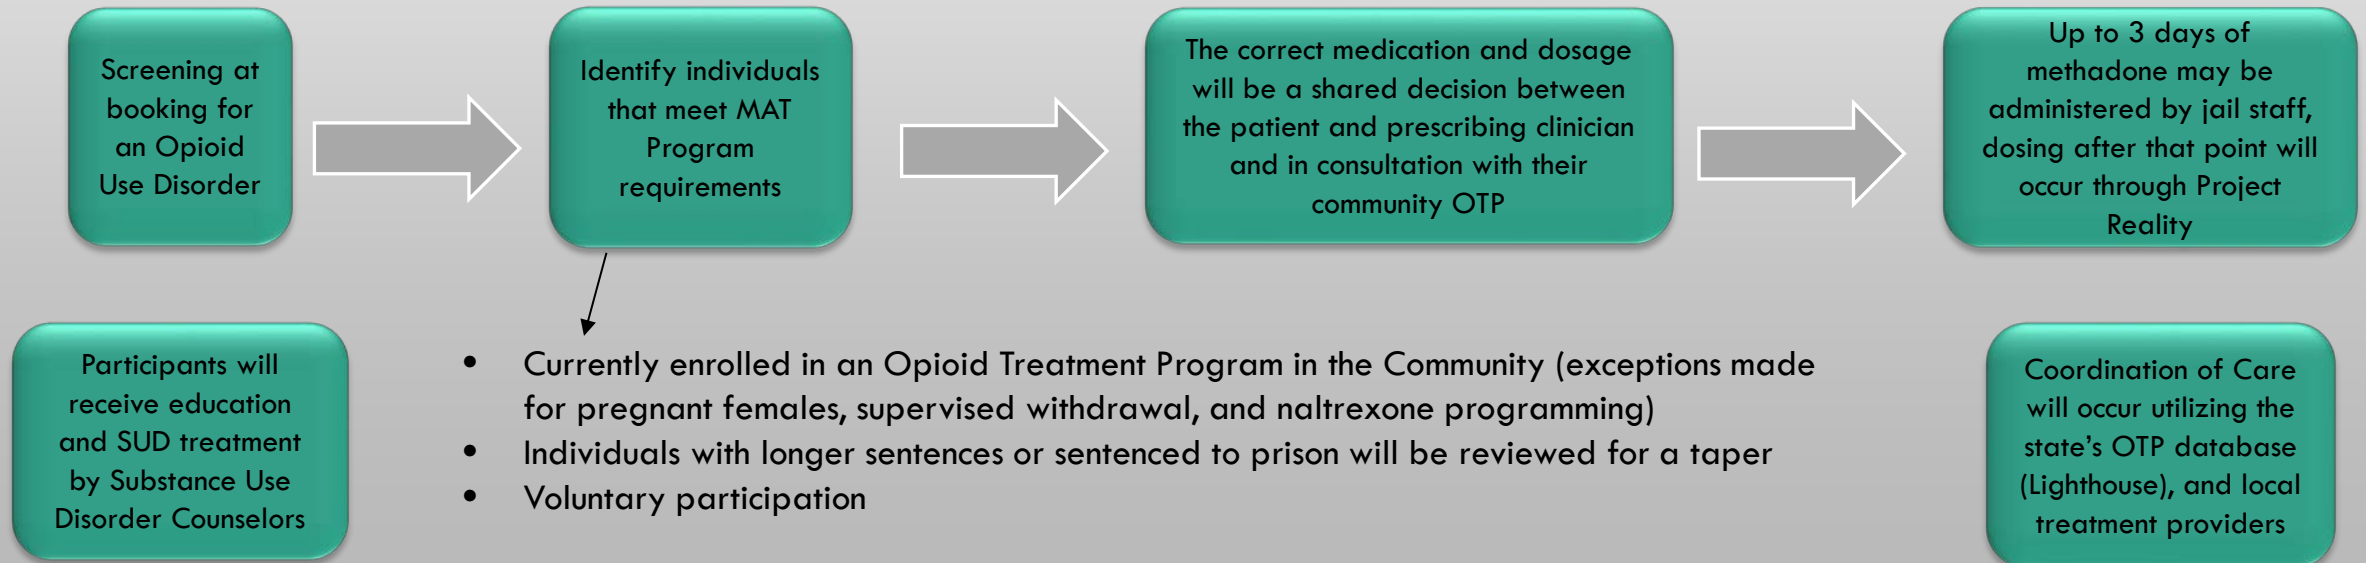 Screening at
booking for
an Opioid
Use Disorder
Identify individuals
that meet MAT
Program
requirements
The correct medication and dosage
will be a shared decision between
the patient and prescribing clinician
and in consultation with their
community OTP
Up to 3 days of
methadone may be
administered by jail staff,
dosing after that point will
occur through Project
Reality
Participants will
receive education
and SUD treatment
by Substance Use
Disorder Counselors
• Currently enrolled in an Opioid Treatment Program in the Community (exceptions made
for pregnant females, supervised withdrawal, and naltrexone programming)
• Individuals with longer sentences or sentenced to prison will be reviewed for a taper
• Voluntary participation
Coordination of Care
will occur utilizing the
state's OTP database
(Lighthouse), and local
treatment providers